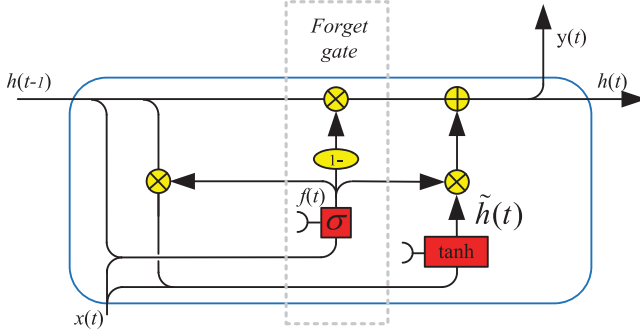 Forget
gate
y(t)
h(t-1)
h(t)
1-
f(t)
σ
h̃(t)
tanh
x(t)